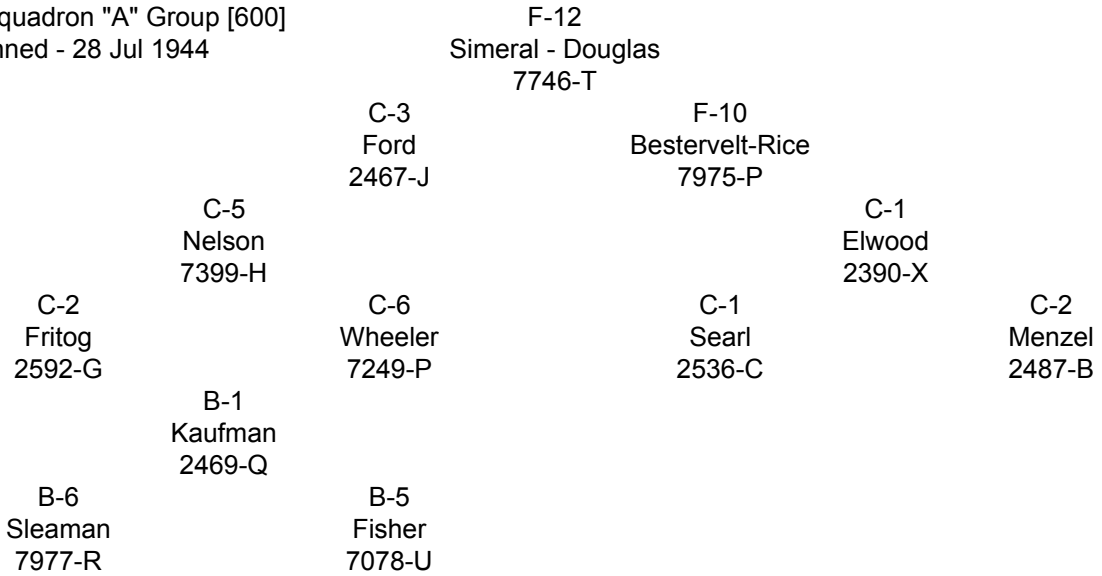 quadron "A" Group [600] F-12
nned - 28 Jul 1944 Simeral - Douglas
7746-T
C-3 F-10
Ford Bestervelt-Rice
2467-J 7975-P
C-5 C-1
Nelson Elwood
7399-H 2390-X
C-2 C-6 C-1 C-2
Fritog Wheeler Searl Menzel
2592-G 7249-P 2536-C 2487-B
B-1
Kaufman
2469-Q
B-6 B-5
Sleaman Fisher
7977-R 7078-U